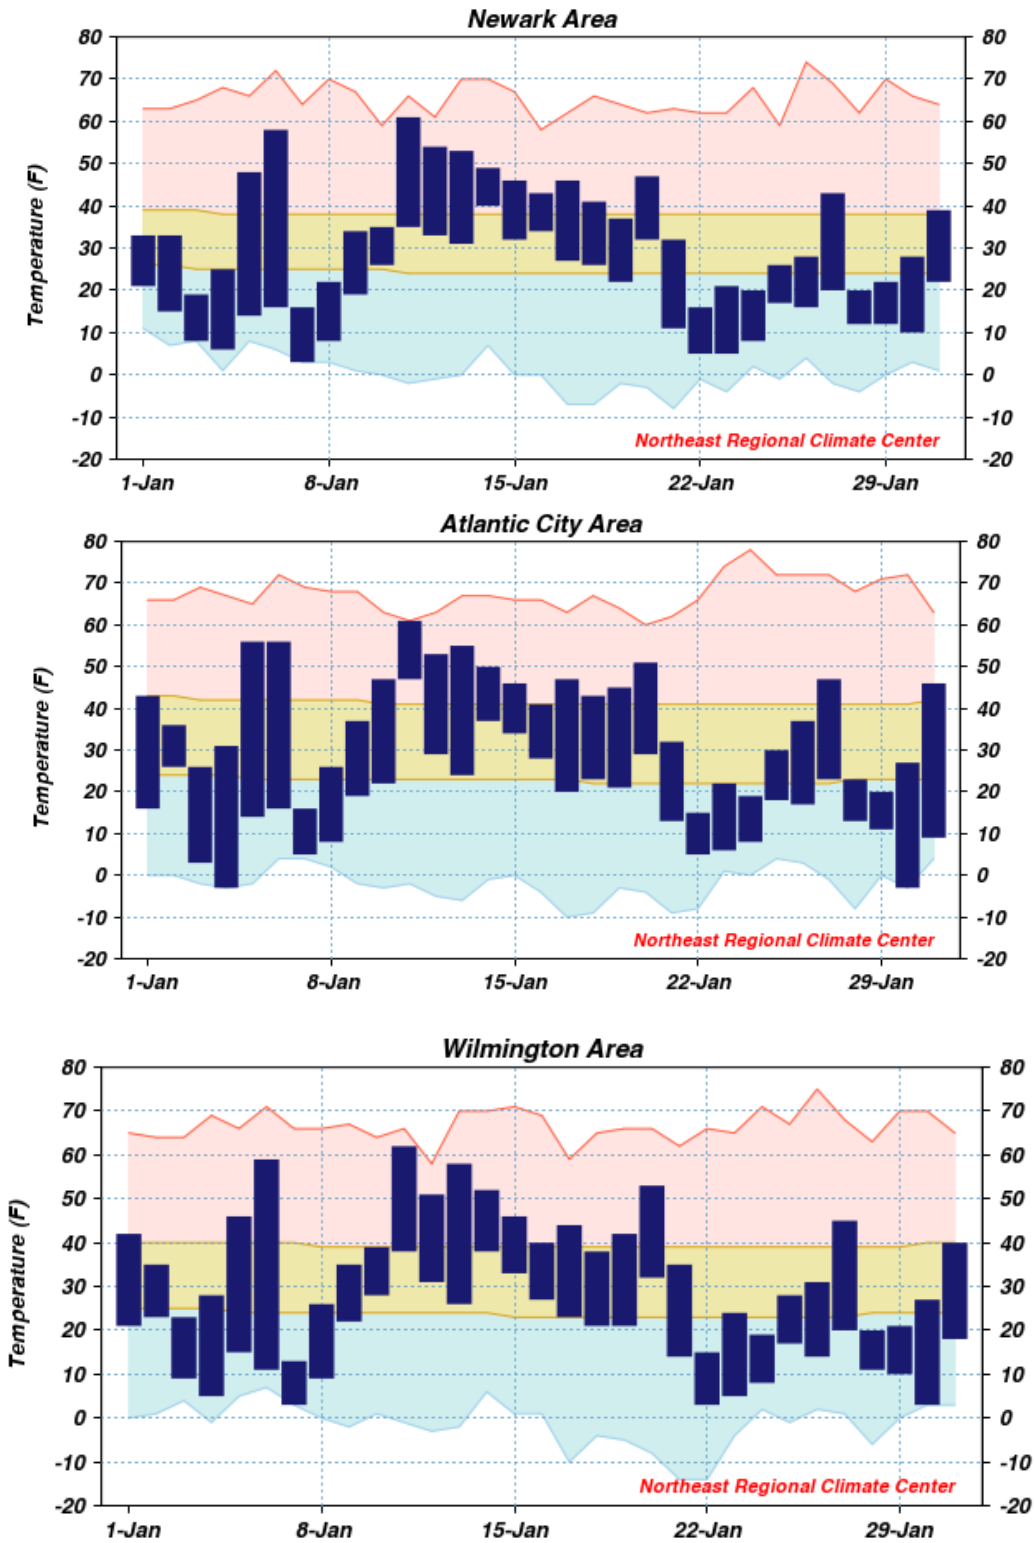 Newark Area
80 80
70 70
60 60
50 50
40 40
30 30
20 20
10 10
0 0
-10 -10
-20 -20
Temperature (F)
Northeast Regional Climate Center
1-Jan 8-Jan 15-Jan 22-Jan 29-Jan
Atlantic City Area
80 80
70 70
60 60
50 50
40 40
30 30
20 20
10 10
0 0
-10 -10
-20 -20
Temperature (F)
Northeast Regional Climate Center
1-Jan 8-Jan 15-Jan 22-Jan 29-Jan
Wilmington Area
80 80
70 70
60 60
50 50
40 40
30 30
20 20
10 10
0 0
-10 -10
-20 -20
Temperature (F)
Northeast Regional Climate Center
1-Jan 8-Jan 15-Jan 22-Jan 29-Jan